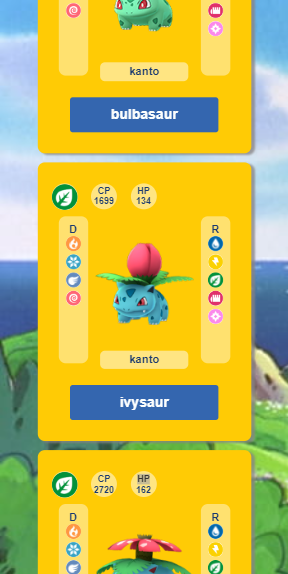 kanto
bulbasaur
CP
1699
HP
134
D
R
kanto
ivysaur
CP
2720
HP
162
D
R